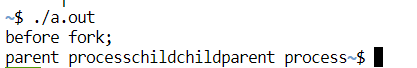 ~$ ./a.out
before fork;
parent processchildchildparent process~$